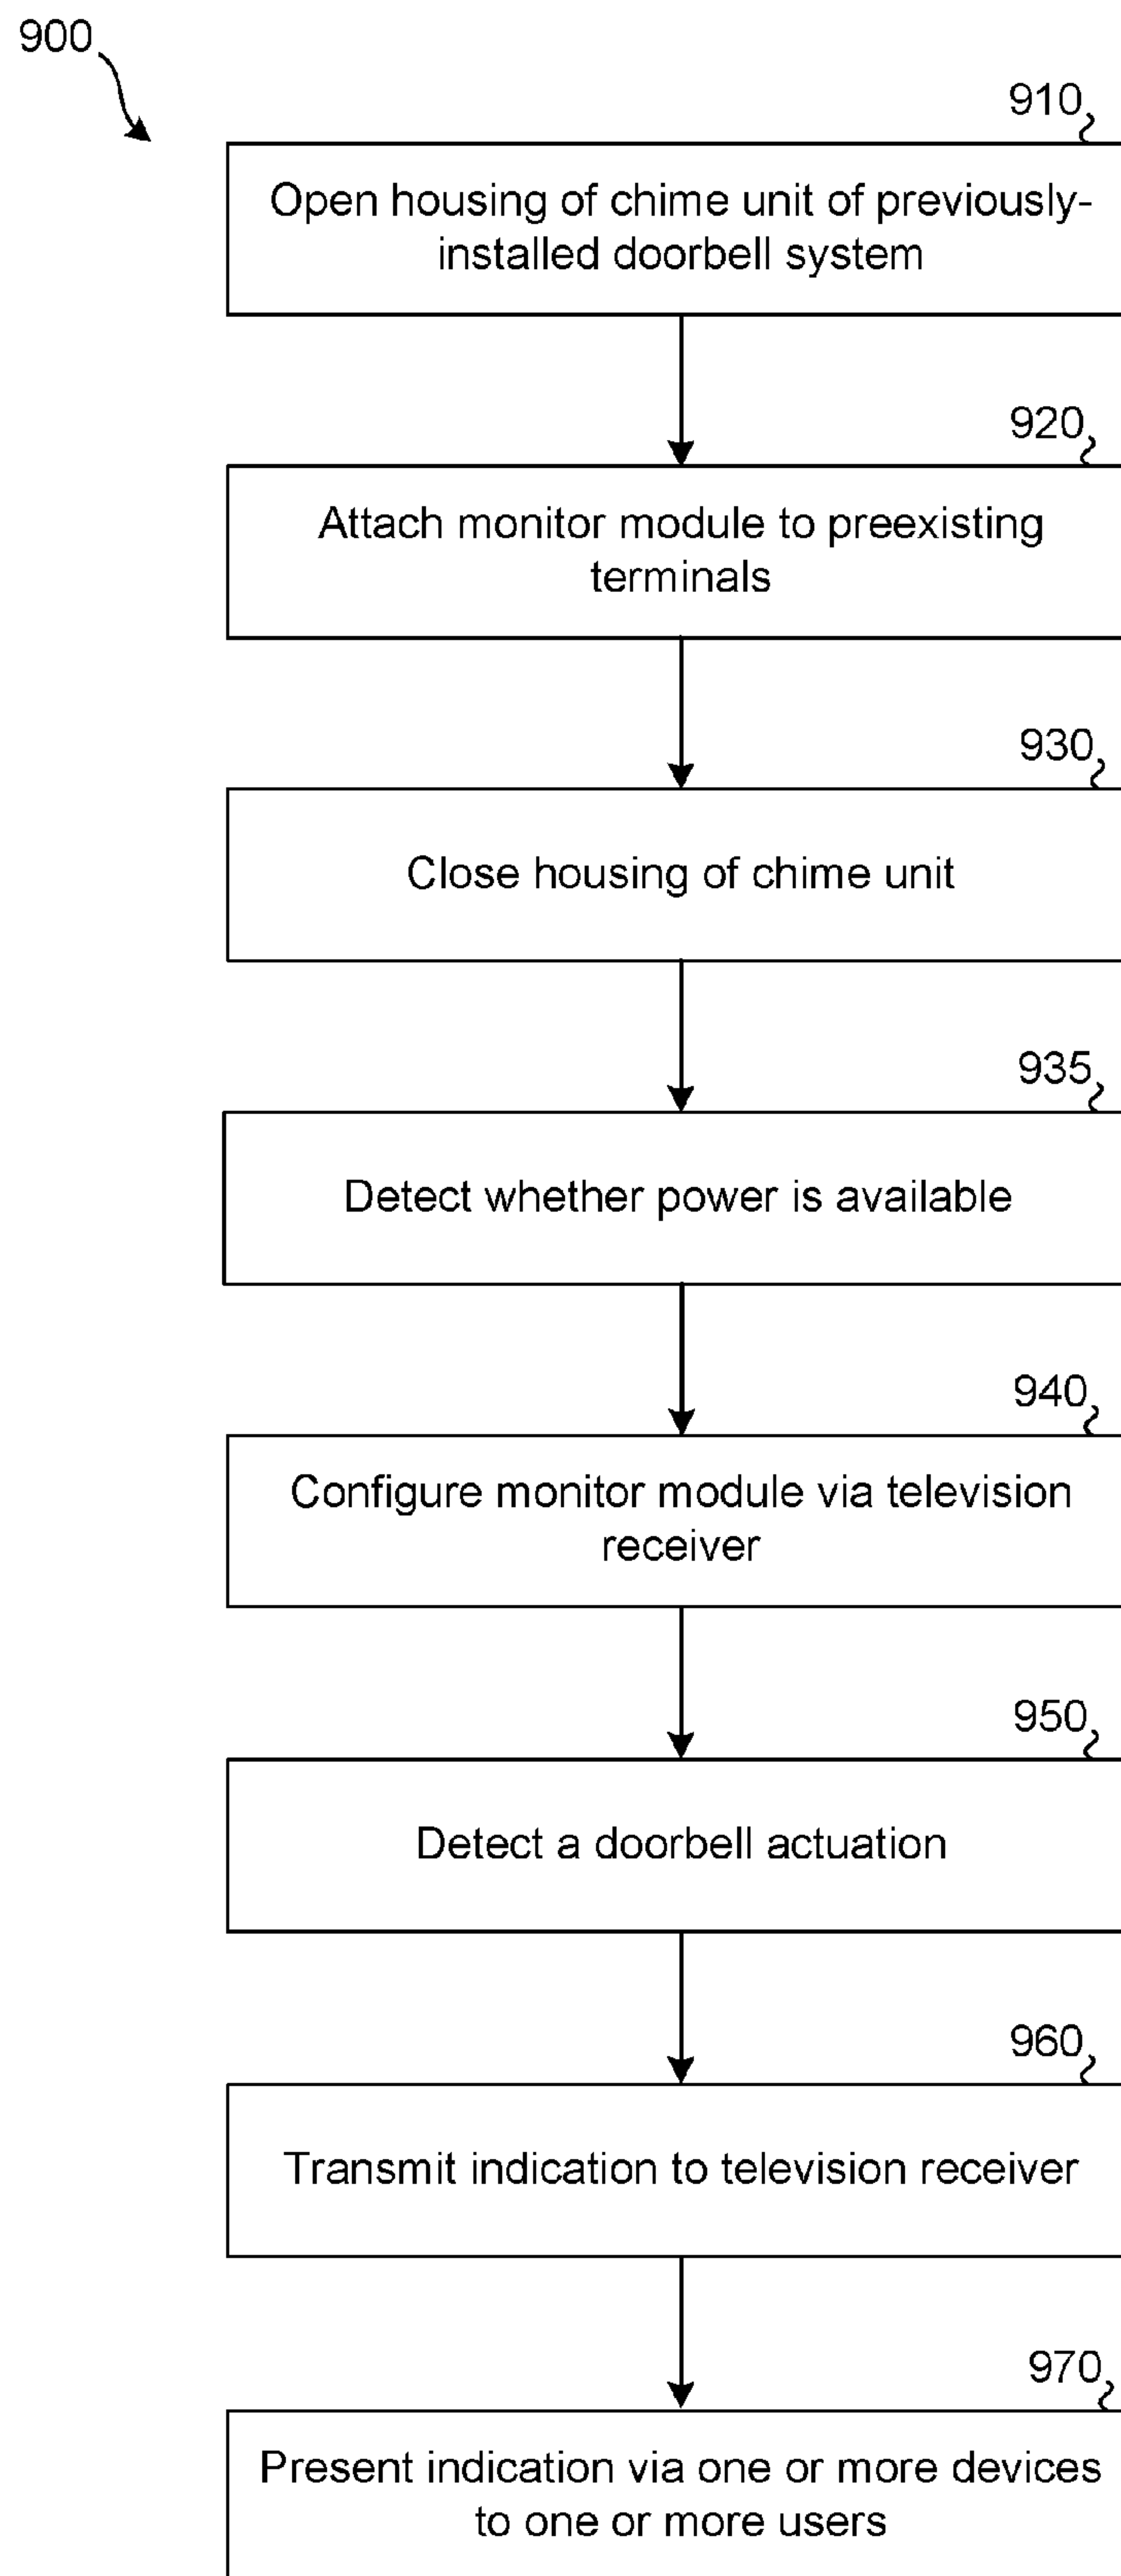 900
910
Open housing of chime unit of previously-
installed doorbell system
920
Attach monitor module to preexisting
terminals
930
Close housing of chime unit
935
Detect whether power is available
940
Configure monitor module via television
receiver
950
Detect a doorbell actuation
960
Transmit indication to television receiver
970
Present indication via one or more devices
to one or more users